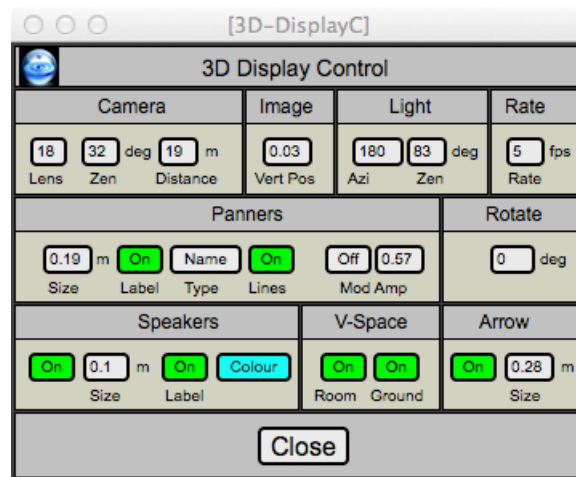 [3D-DisplayC]
3D Display Control
Camera Image Light Rate
18 32 deg 19 m 0.03 180 83 deg 5 fps
Lens Zen Distance Vert Pos Azi Zen Rate
Panners Rotate
0.19 m On Name On Off 0.57 0 deg
Size Label Type Lines Mod Amp
Speakers V-Space Arrow
On 0.1 m On Colour On On On 0.28 m
Size Label Room Ground Size
Close